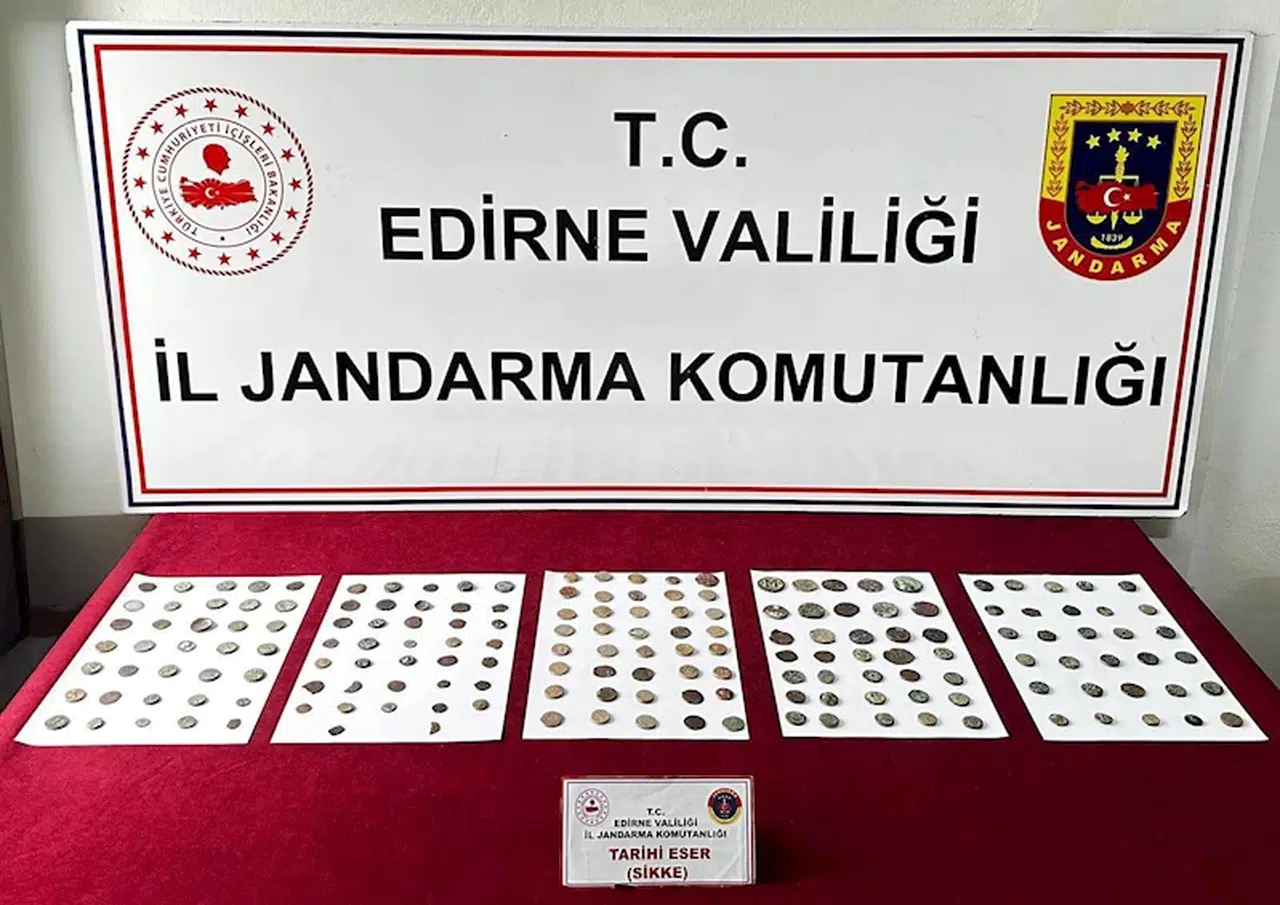 T.C.
EDİRNE VALİLİĞİ
İL JANDARMA KOMUTANLIĞI
TÜRKİYE CUMHURİYETİ İÇİŞLERİ BAKANLIĞI
1839
JANDARMA
T.C.
EDİRNE VALİLİĞİ
İL JANDARMA KOMUTANLIĞI
TARİHİ ESER
(SİKKE)